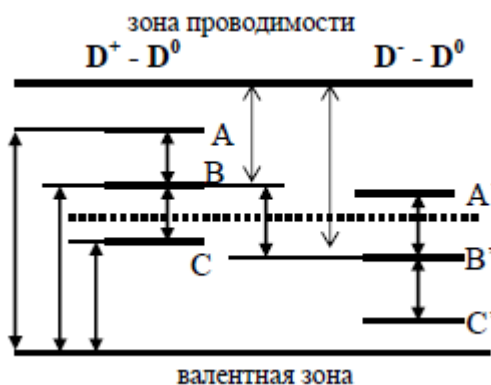 зона проводимости
D⁺ - D⁰ D⁻ - D⁰
A
B A
B'
C
C'
валентная зона